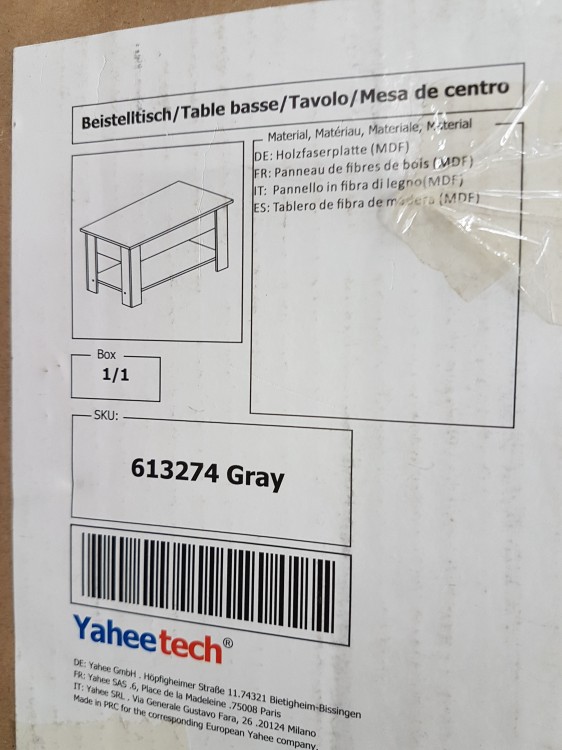 Beistelltisch/Table basse/Tavolo/Mesa de centro
Material, Matériau, Materiale, Material
DE: Holzfaserplatte (MDF)
FR: Panneau de fibres de bois (MDF)
IT: Pannello in fibra di legno(MDF)
ES: Tablero de fibra de madera (MDF)
Box
1/1
SKU:
613274 Gray
Yaheetech®
DE: Yahee GmbH . Höpfigheimer Straße 11.74321 Bietigheim-Bissingen
FR: Yahee SAS .6, Place de la Madeleine .75008 Paris
IT: Yahee SRL . Via Generale Gustavo Fara, 26 .20124 Milano
Made in PRC for the corresponding European Yahee company.